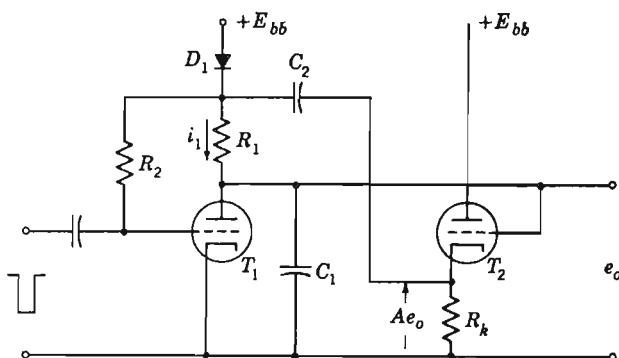 +E_bb
+E_bb
D_1
C_2
i_1
R_1
R_2
T_1
C_1
T_2
e_o
Ae_o
R_k